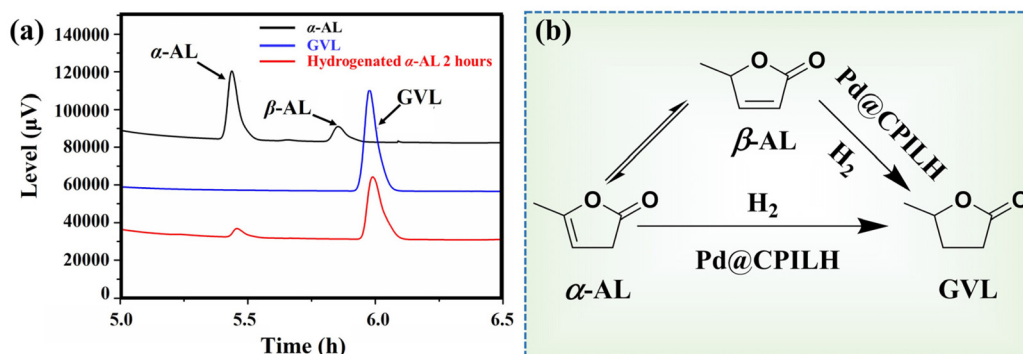 (a)
140000
120000
100000
80000
60000
40000
20000
0
Level (µV)
α-AL
GVL
Hydrogenated α-AL 2 hours
α-AL
β-AL
GVL
5.0
5.5
6.0
6.5
Time (h)
(b)
O
O
β-AL
Pd@CPILH
H₂
O
O
α-AL
H₂
Pd@CPILH
O
O
GVL